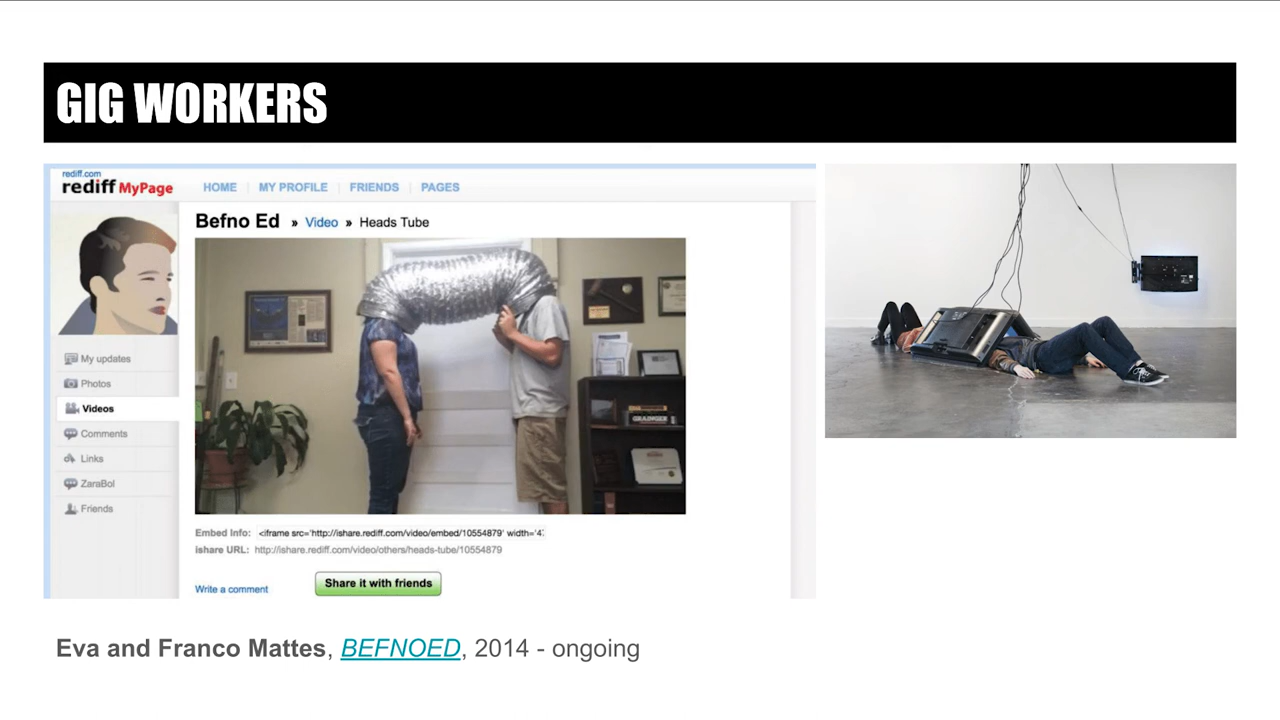 GIG WORKERS
rediff.com
rediff MyPage
HOME MY PROFILE FRIENDS PAGES
Befno Ed » Video » Heads Tube
My updates
Photos
Videos
Comments
Links
ZaraBol
Friends
GRAINGER
Embed Info: <iframe src='http://ishare.rediff.com/video/embed/10554879' width='4
ishare URL: http://ishare.rediff.com/video/others/heads-tube/10554879
Write a comment
Share it with friends
Eva and Franco Mattes, BEFNOED, 2014 - ongoing